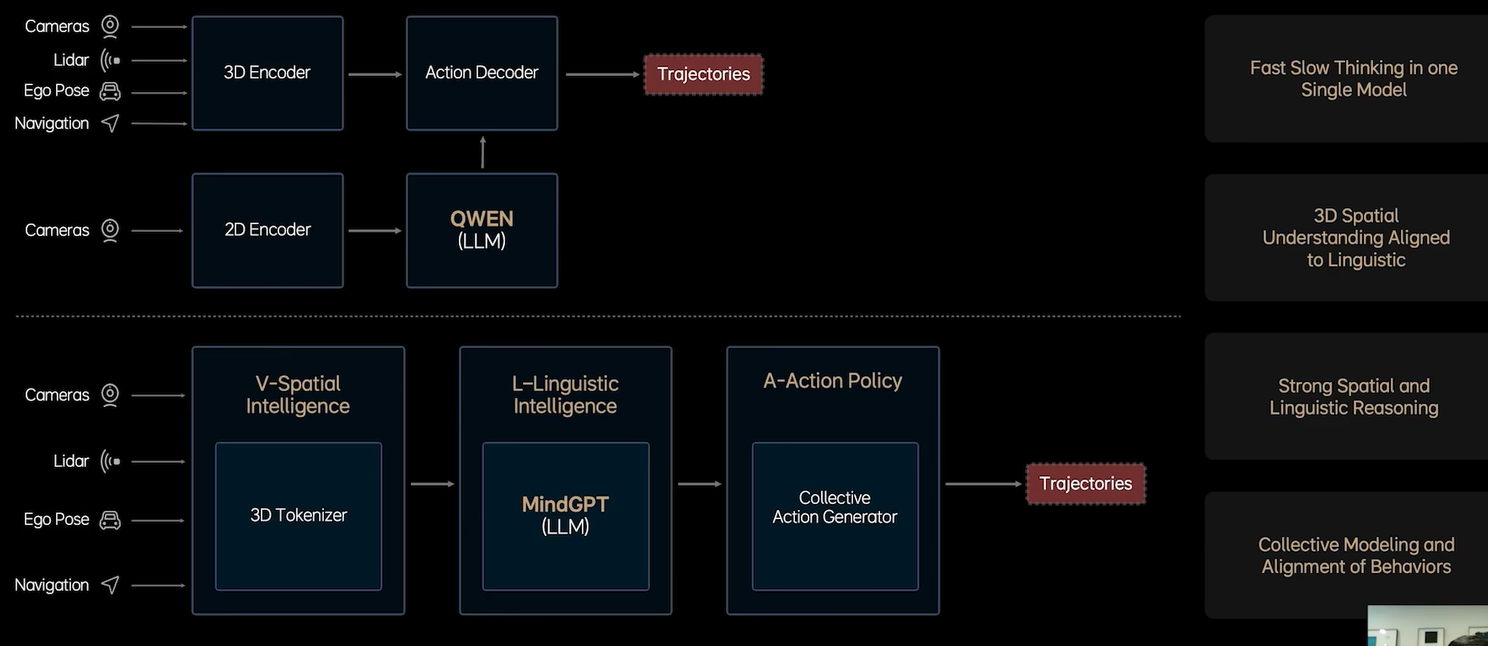 Cameras
Lidar
Ego Pose
Navigation
3D Encoder
Action Decoder
Trajectories
Cameras
2D Encoder
QWEN
(LLM)
Cameras
Lidar
Ego Pose
Navigation
V-Spatial
Intelligence
3D Tokenizer
L–Linguistic
Intelligence
MindGPT
(LLM)
A-Action Policy
Collective
Action Generator
Trajectories
Fast Slow Thinking in one
Single Model
3D Spatial
Understanding Aligned
to Linguistic
Strong Spatial and
Linguistic Reasoning
Collective Modeling and
Alignment of Behaviors